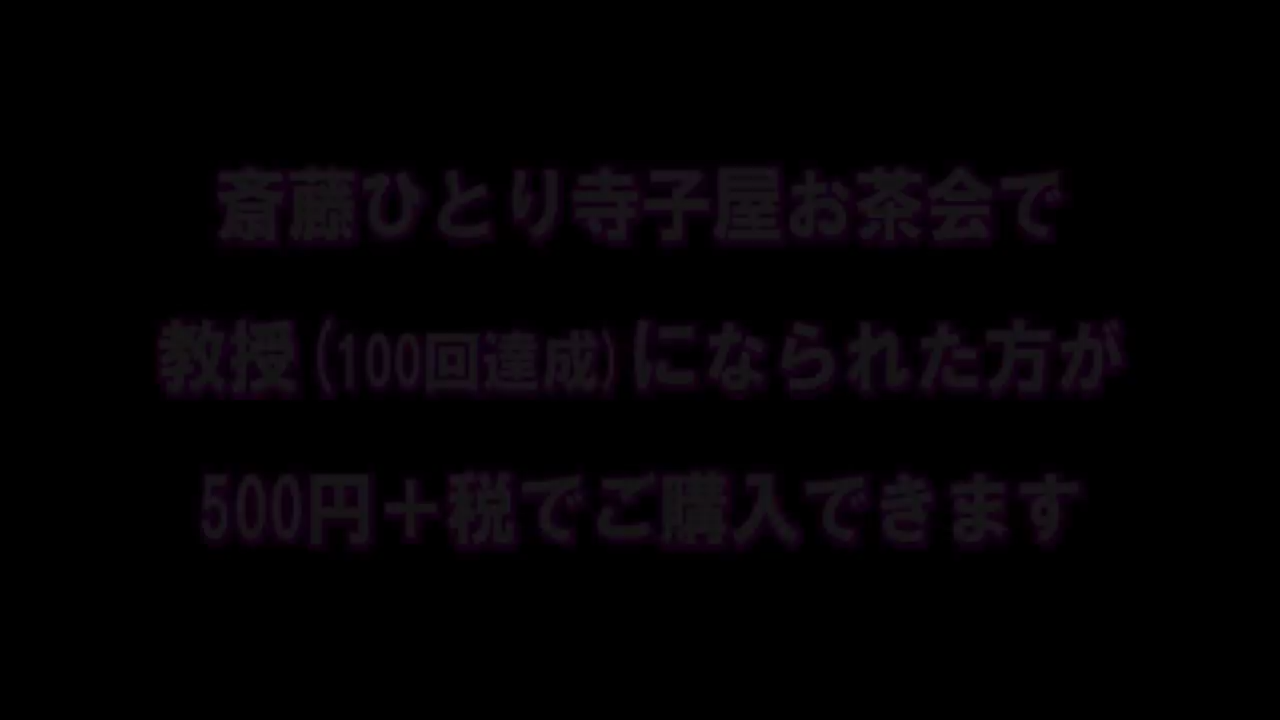 斎藤ひとり寺子屋お茶会で
教授(100回達成)になられた方が
500円＋税でご購入できます